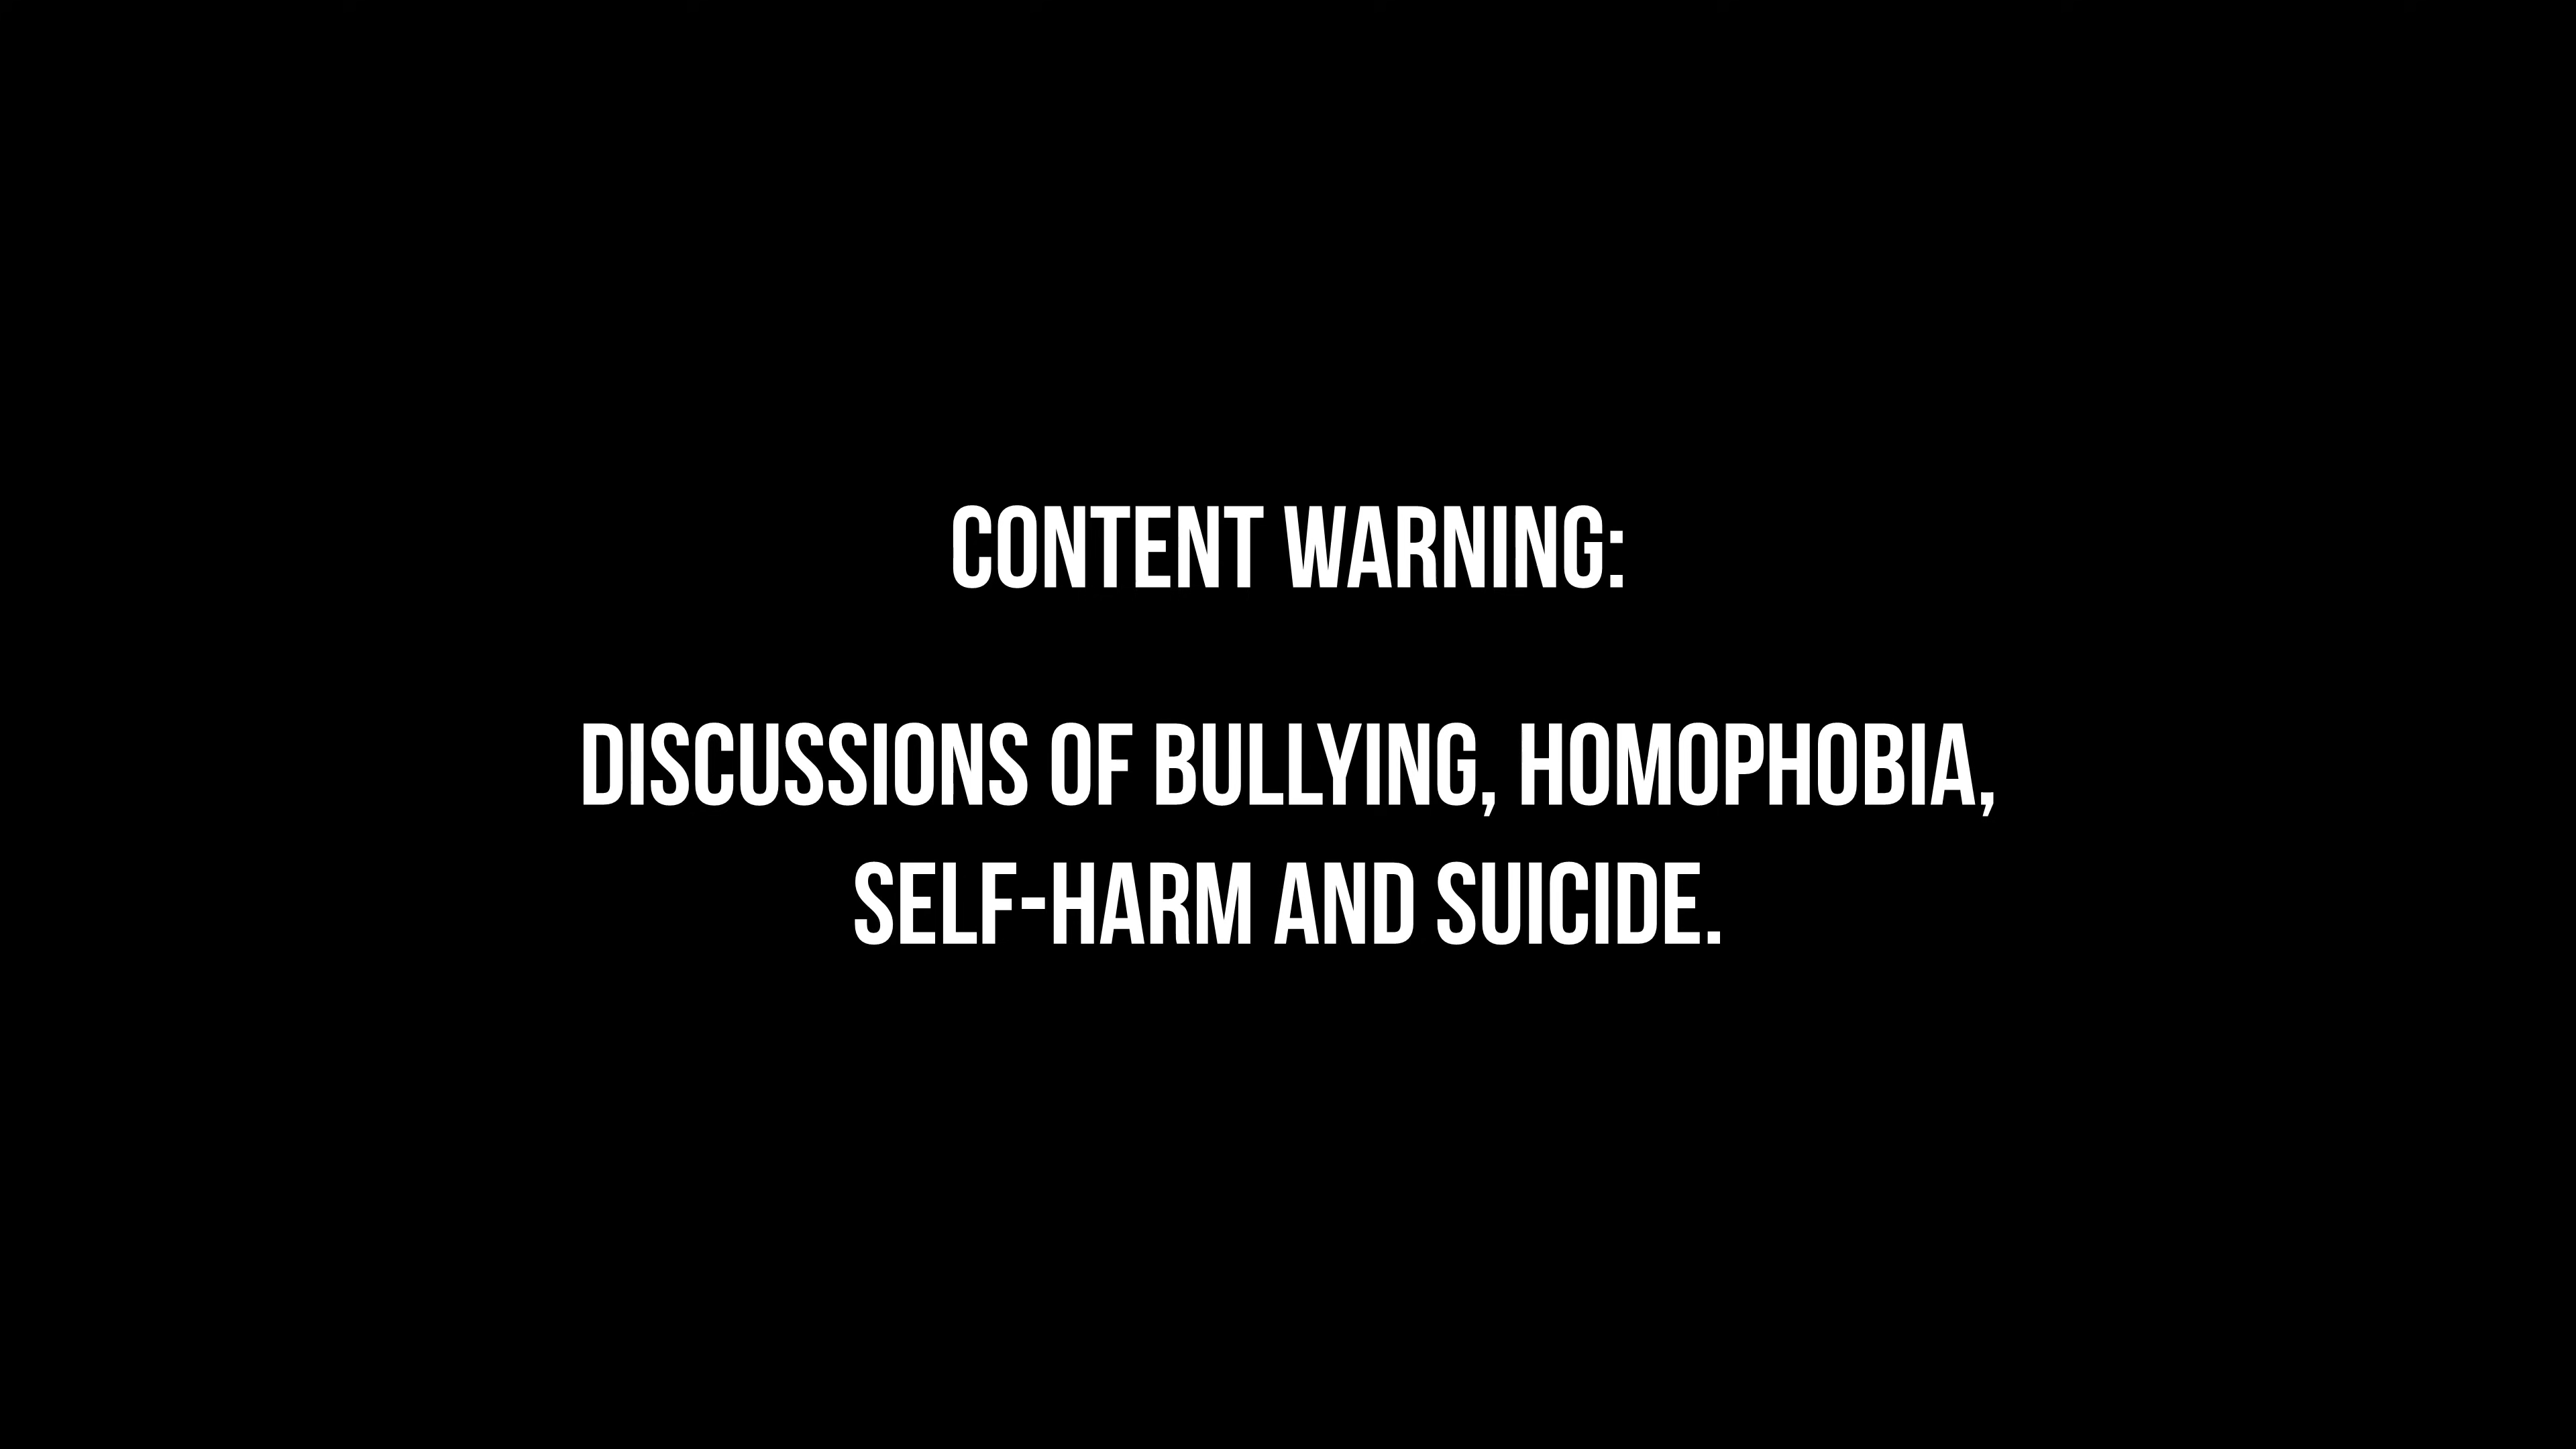 CONTENT WARNING:
DISCUSSIONS OF BULLYING, HOMOPHOBIA,
SELF-HARM AND SUICIDE.